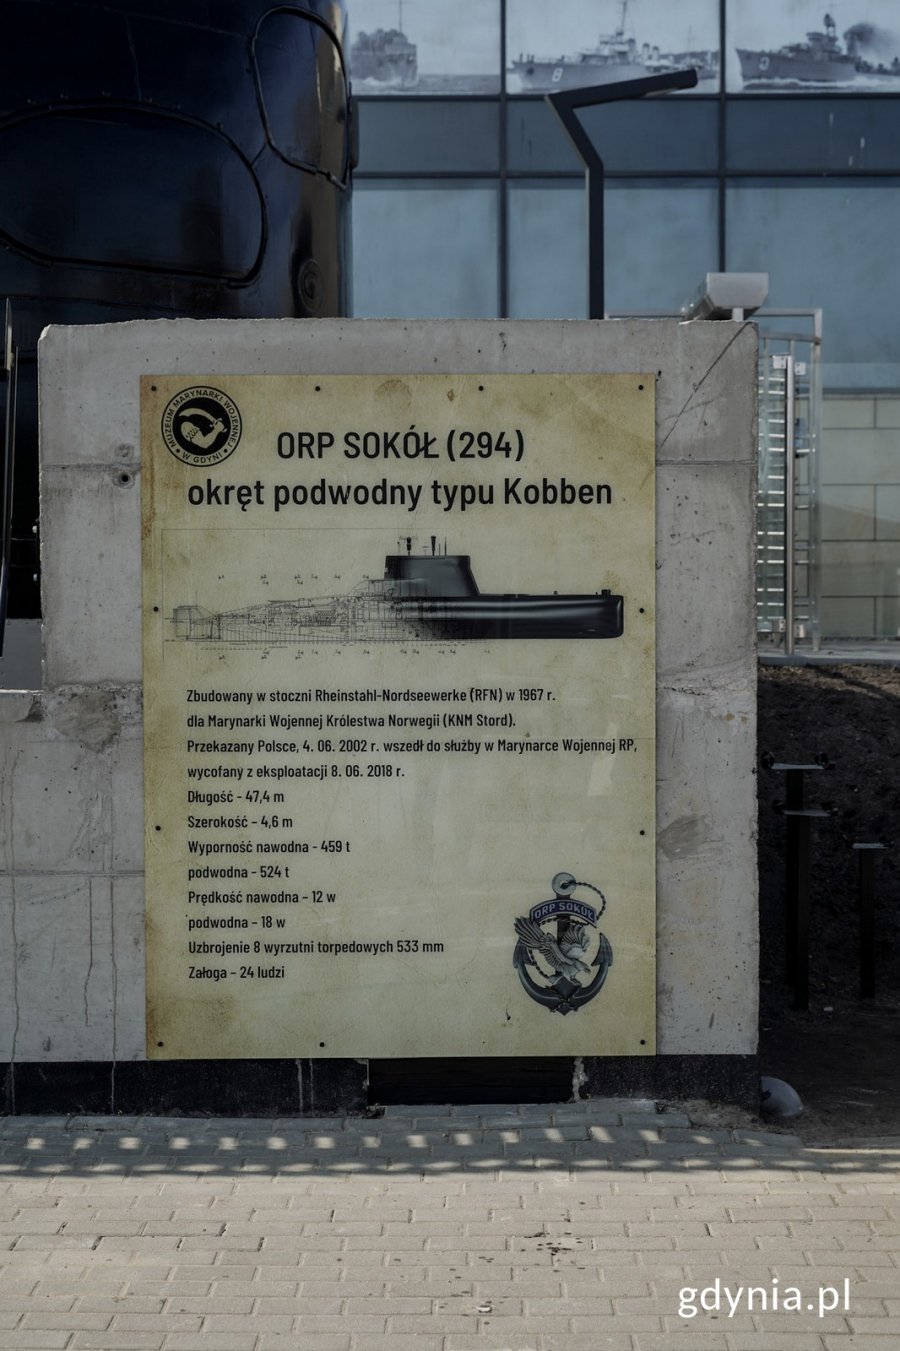 MUZEUM MARYNARKI WOJENNEJ
W GDYNI
ORP SOKÓŁ (294)
okręt podwodny typu Kobben
Zbudowany w stoczni Rheinstahl-Nordseewerke (RFN) w 1967 r.
dla Marynarki Wojennej Królestwa Norwegii (KNM Stord).
Przekazany Polsce, 4. 06. 2002 r. wszedł do służby w Marynarce Wojennej RP,
wycofany z eksploatacji 8. 06. 2018 r.
Długość - 47,4 m
Szerokość - 4,6 m
Wyporność nawodna - 459 t
podwodna - 524 t
Prędkość nawodna - 12 w
podwodna - 18 w
Uzbrojenie 8 wyrzutni torpedowych 533 mm
Załoga - 24 ludzi
ORP SOKÓŁ
gdynia.pl